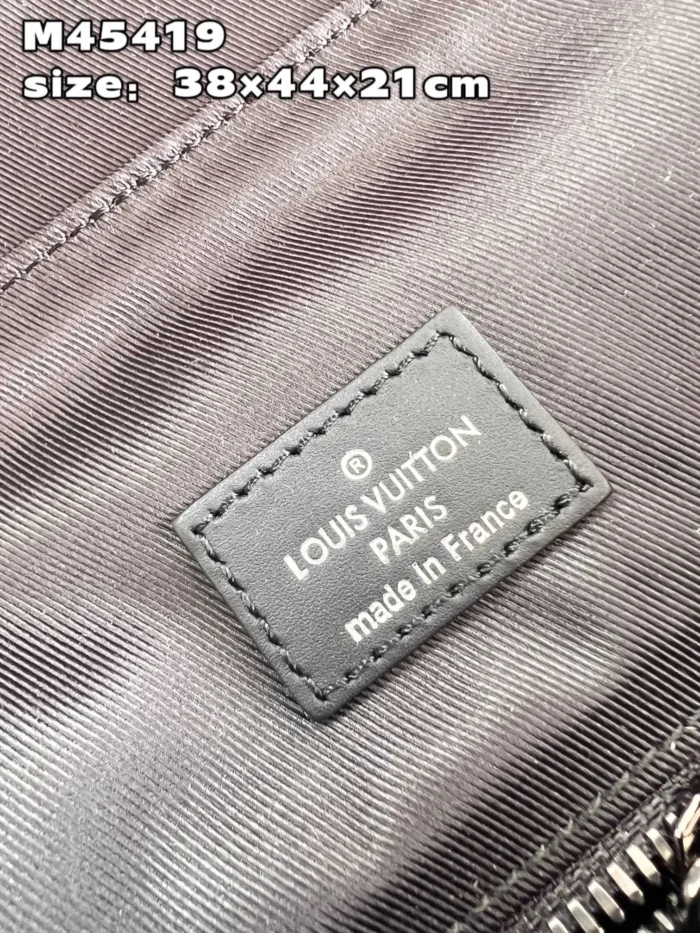 M45419
size: 38×44×21cm
®
LOUIS VUITTON
PARIS
made in France